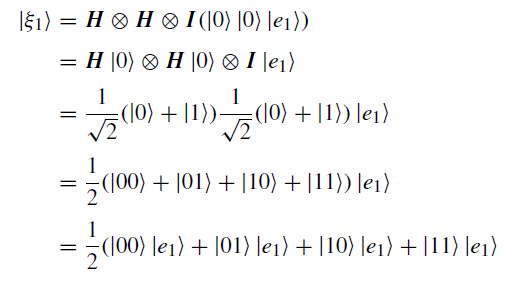 |ξ₁⟩ = H ⊗ H ⊗ I(|0⟩ |0⟩ |e₁⟩)
= H |0⟩ ⊗ H |0⟩ ⊗ I |e₁⟩
= 1/√2 (|0⟩ + |1⟩) 1/√2 (|0⟩ + |1⟩) |e₁⟩
= 1/2 (|00⟩ + |01⟩ + |10⟩ + |11⟩) |e₁⟩
= 1/2 (|00⟩ |e₁⟩ + |01⟩ |e₁⟩ + |10⟩ |e₁⟩ + |11⟩ |e₁⟩